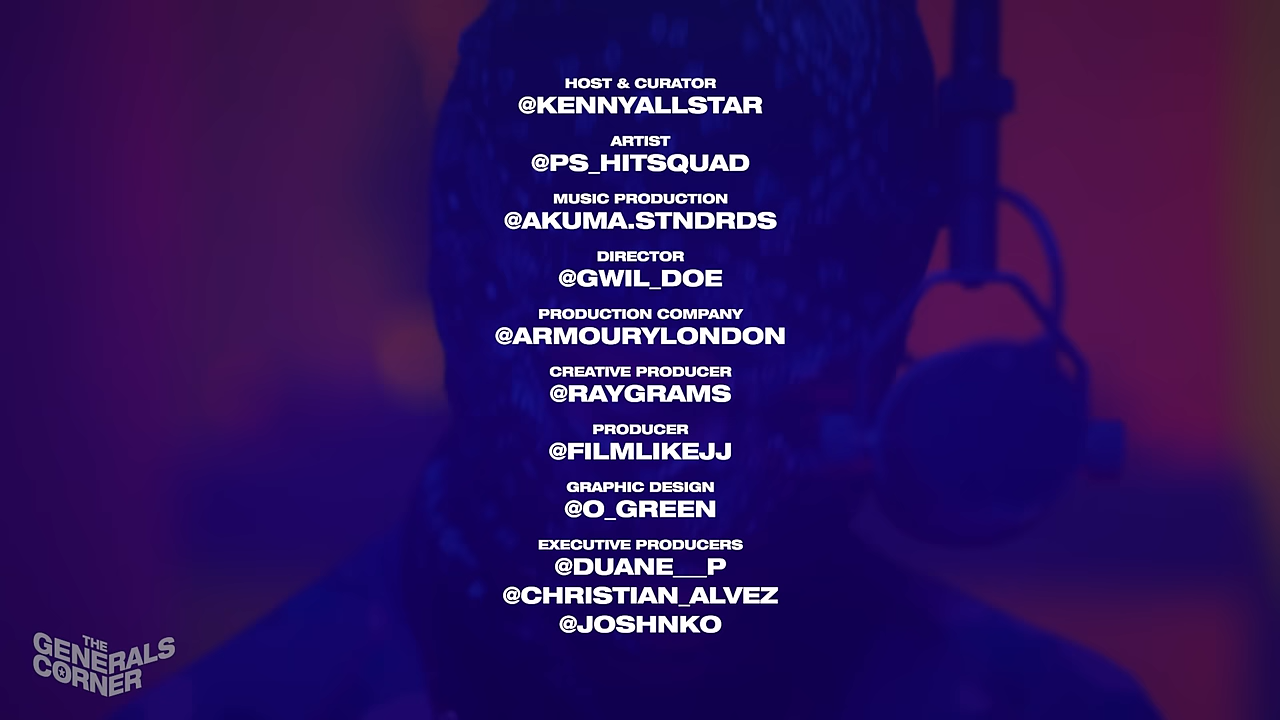 HOST & CURATOR
@KENNYALLSTAR
ARTIST
@PS_HITSQUAD
MUSIC PRODUCTION
@AKUMA.STNDRDS
DIRECTOR
@GWIL_DOE
PRODUCTION COMPANY
@ARMOURYLONDON
CREATIVE PRODUCER
@RAYGRAMS
PRODUCER
@FILMLIKEJJ
GRAPHIC DESIGN
@O_GREEN
EXECUTIVE PRODUCERS
@DUANE__P
@CHRISTIAN_ALVEZ
@JOSHNKO
THE
GENERALS
CORNER